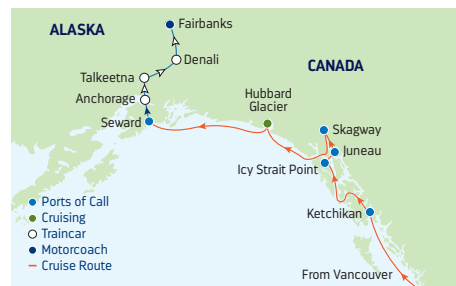 Fairbanks
ALASKA
Denali
CANADA
Talkeetna
Hubbard
Glacier
Anchorage
Seward
Skagway
Juneau
Icy Strait Point
Ports of Call
Cruising
Traincar
Motorcoach
Cruise Route
Ketchikan
From Vancouver